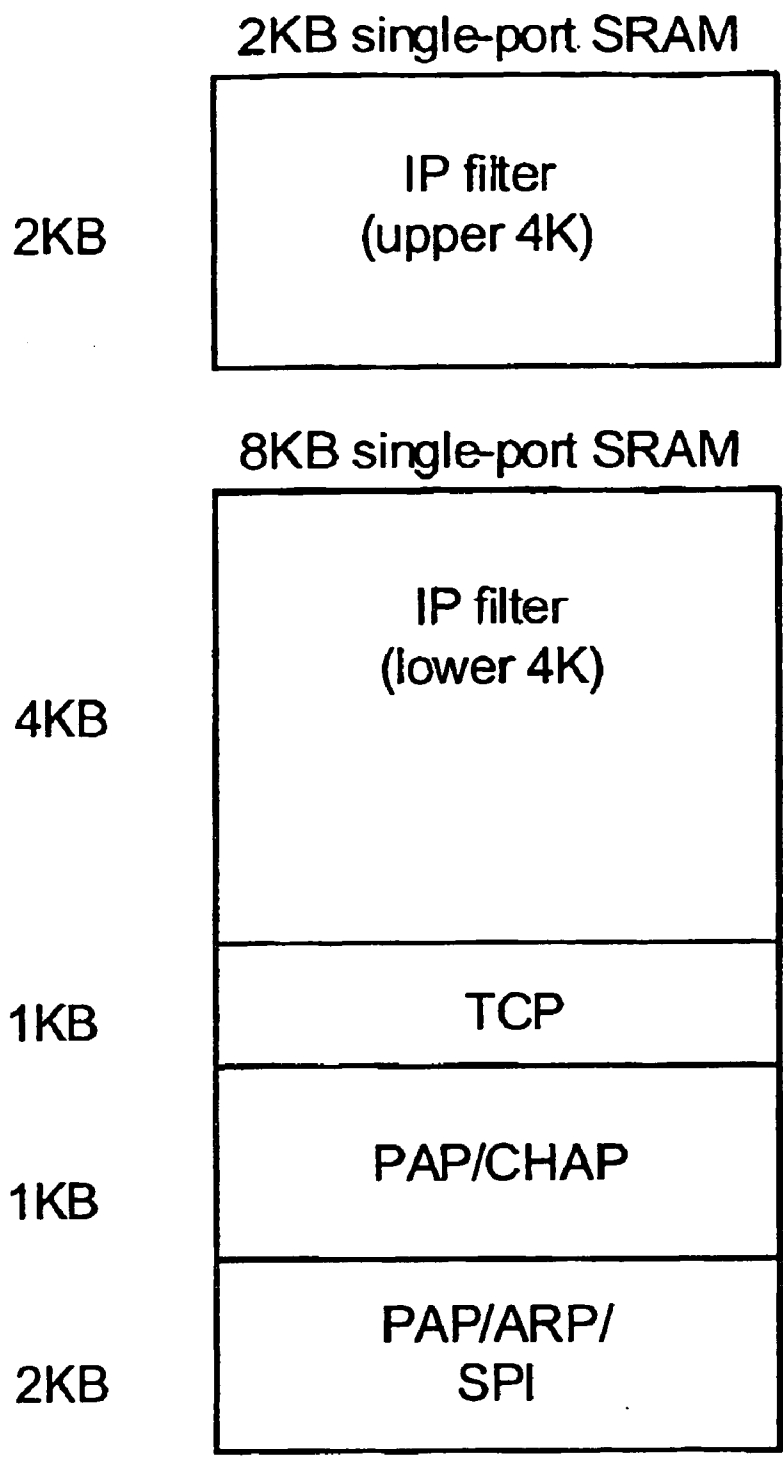 2KB single-port SRAM
IP filter
(upper 4K)
2KB
8KB single-port SRAM
IP filter
(lower 4K)
4KB
TCP
1KB
PAP/CHAP
1KB
PAP/ARP/
SPI
2KB